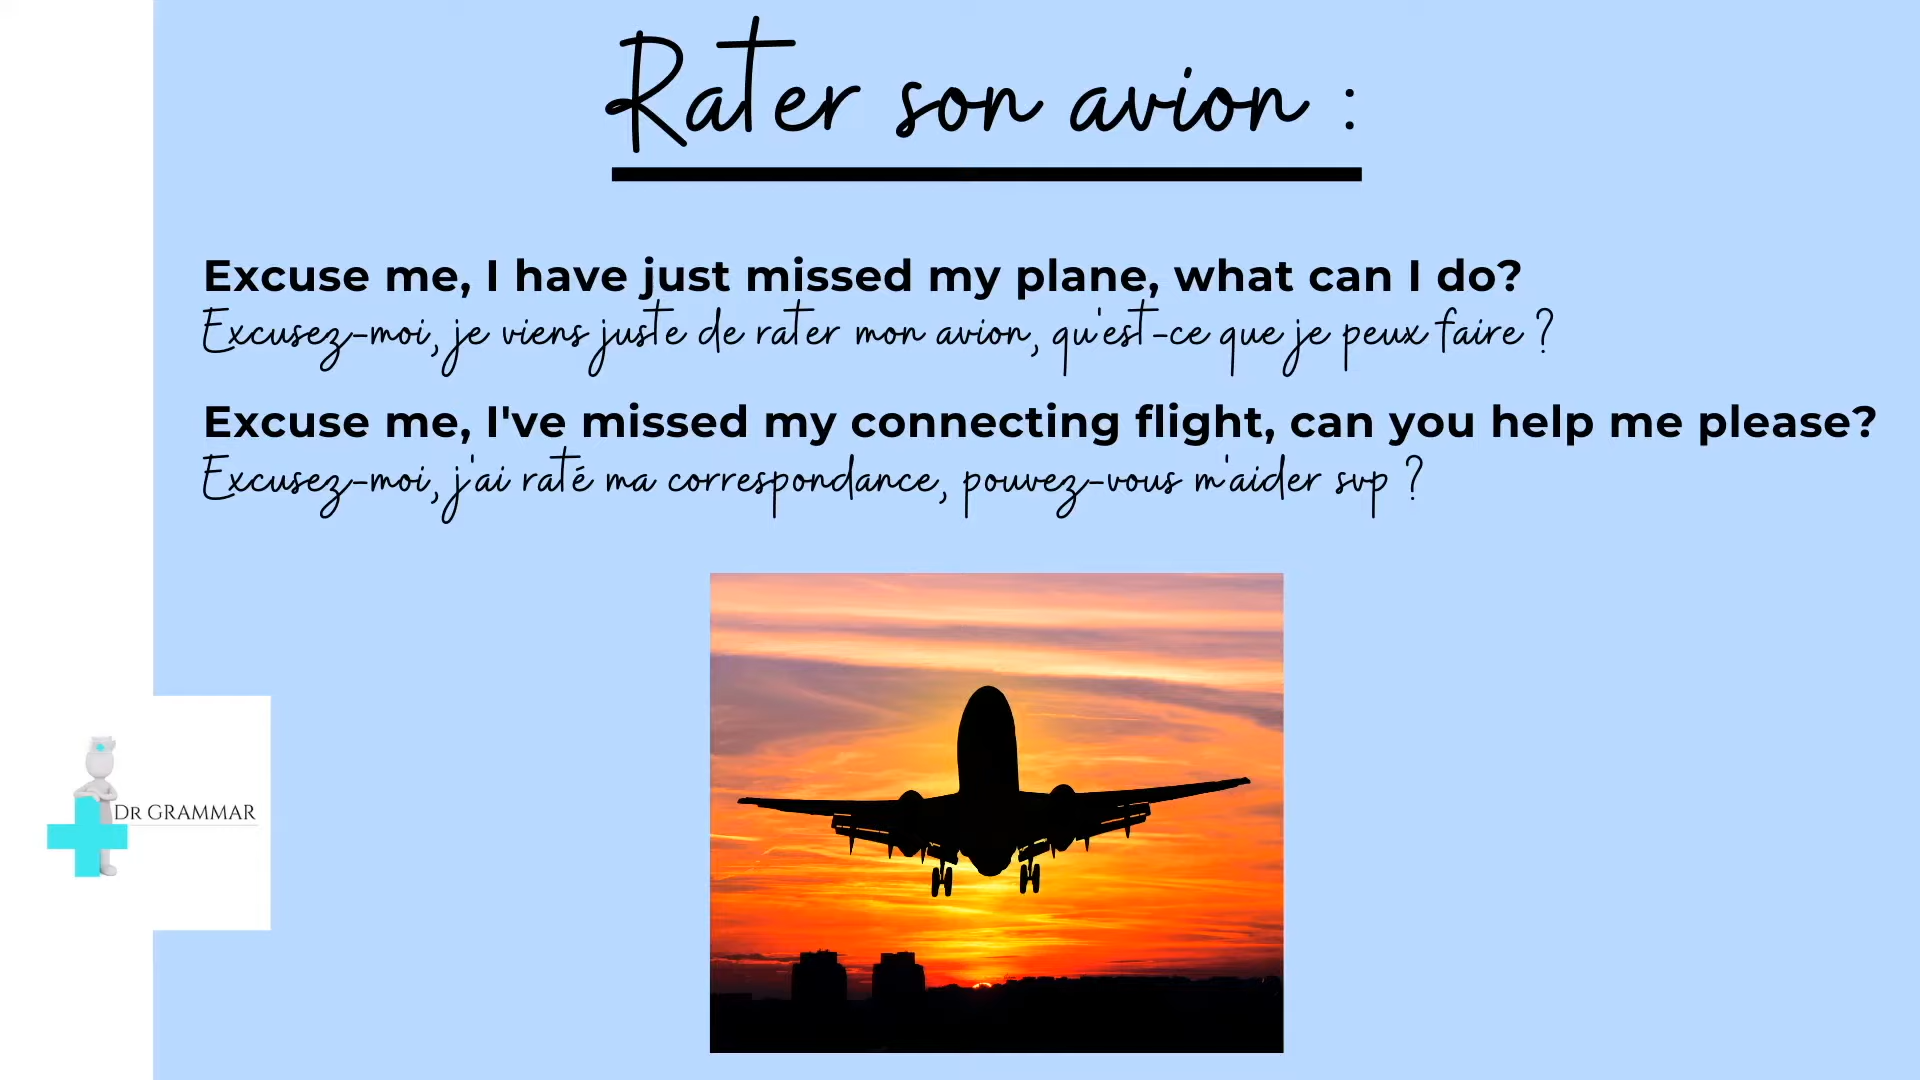 Rater son avion :
Excuse me, I have just missed my plane, what can I do?
Excusez-moi, je viens juste de rater mon avion, qu'est-ce que je peux faire ?
Excuse me, I've missed my connecting flight, can you help me please?
Excusez-moi, j'ai raté ma correspondance, pouvez-vous m'aider svp ?
DR GRAMMAR